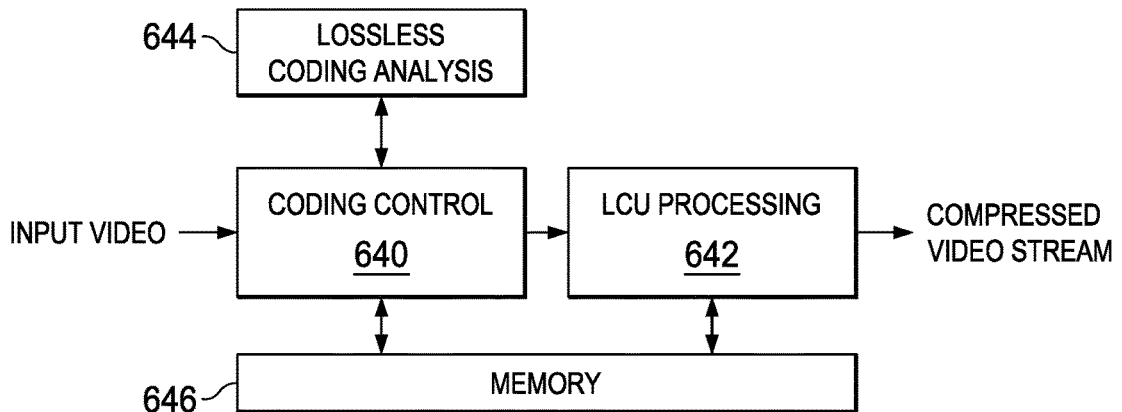 644
LOSSLESS
CODING ANALYSIS
INPUT VIDEO
CODING CONTROL
640
LCU PROCESSING
642
COMPRESSED
VIDEO STREAM
646
MEMORY